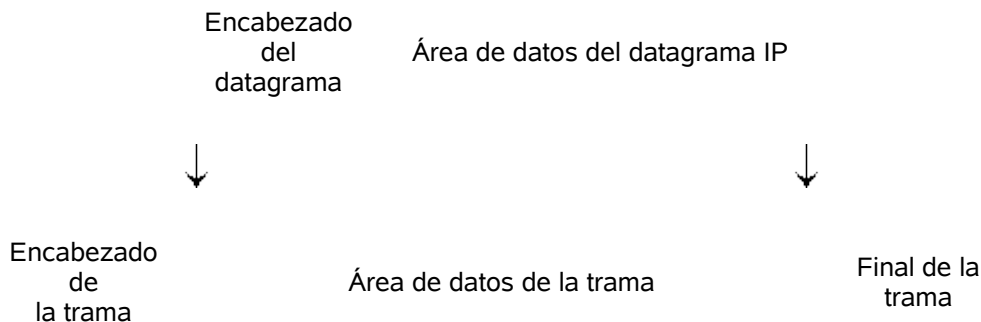 Encabezado
del
datagrama
Área de datos del datagrama IP
Encabezado
de
la trama
Área de datos de la trama
Final de la
trama